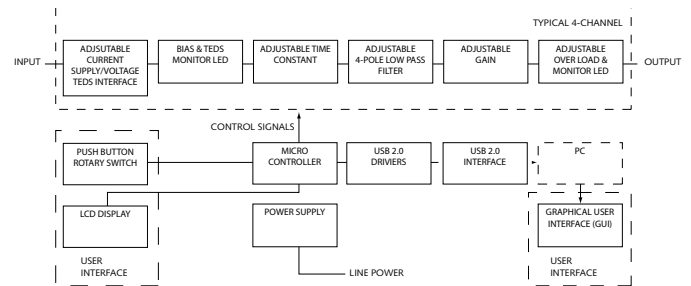 TYPICAL 4-CHANNEL
INPUT
ADJSUTABLE
CURRENT
SUPPLY/VOLTAGE
TEDS INTERFACE
BIAS & TEDS
MONITOR LED
ADJUSTABLE TIME
CONSTANT
ADJUSTABLE
4-POLE LOW PASS
FILTER
ADJUSTABLE
GAIN
ADJUSTABLE
OVER LOAD &
MONITOR LED
OUTPUT
CONTROL SIGNALS
PUSH BUTTON
ROTARY SWITCH
MICRO
CONTROLLER
USB 2.0
DRIVIERS
USB 2.0
INTERFACE
PC
LCD DISPLAY
POWER SUPPLY
GRAPHICAL USER
INTERFACE (GUI)
USER
INTERFACE
LINE POWER
USER
INTERFACE